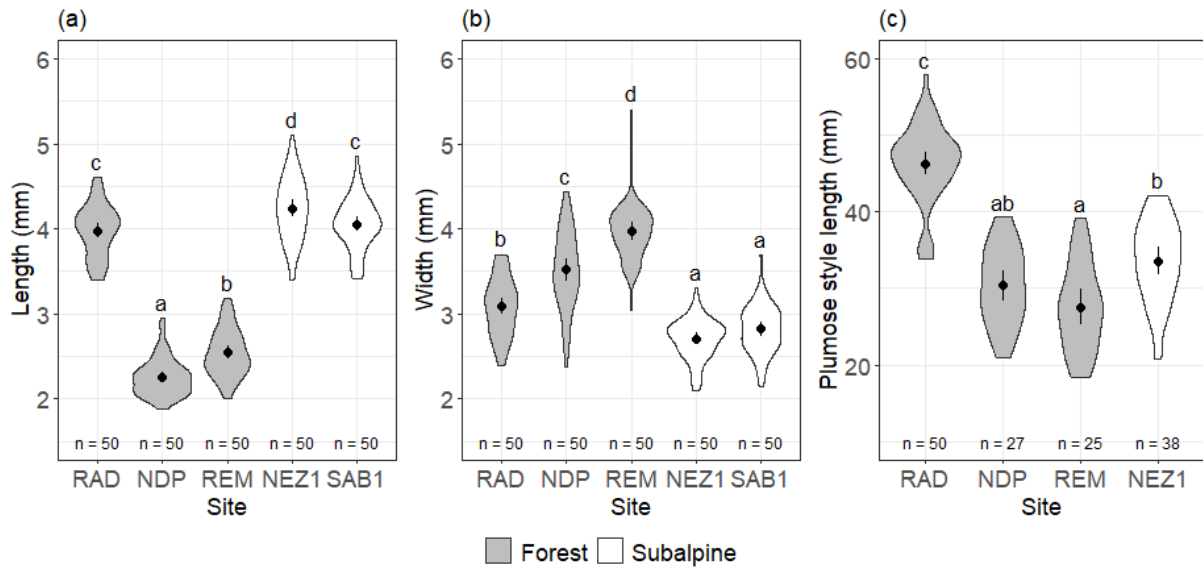 (a)
Length (mm)
6
5
4
3
2
c
a
b
d
c
n = 50
n = 50
n = 50
n = 50
n = 50
RAD
NDP
REM
NEZ1
SAB1
Site
(b)
Width (mm)
6
5
4
3
2
b
c
d
a
a
n = 50
n = 50
n = 50
n = 50
n = 50
RAD
NDP
REM
NEZ1
SAB1
Site
(c)
Plumose style length (mm)
60
40
20
c
ab
a
b
n = 50
n = 27
n = 25
n = 38
RAD
NDP
REM
NEZ1
Site
Forest
Subalpine